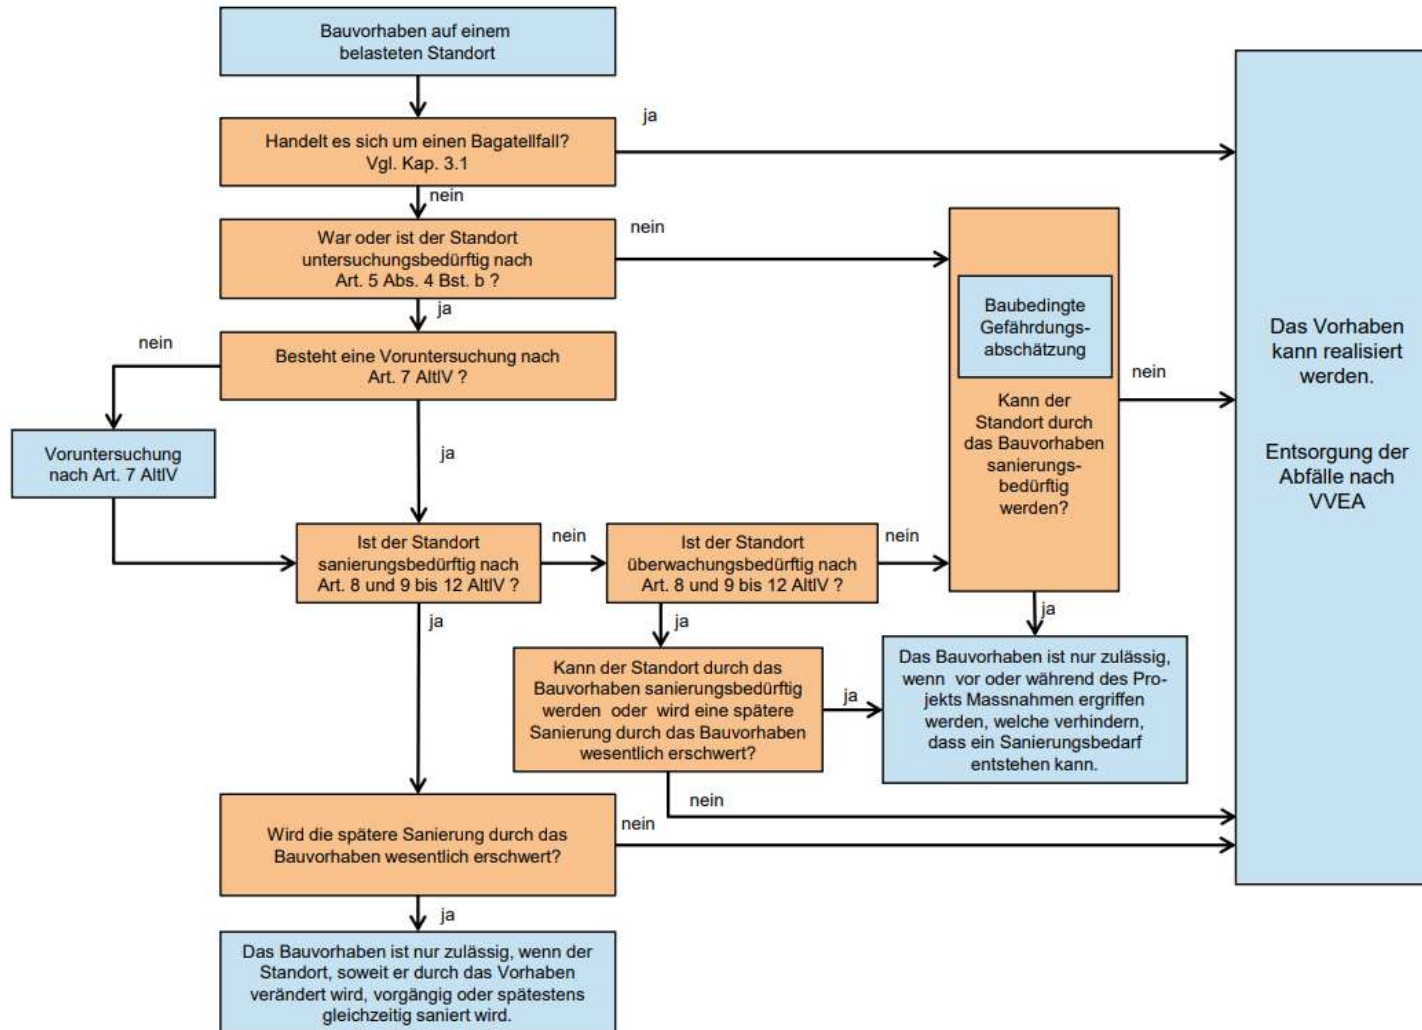 Bauvorhaben auf einem
belasteten Standort
Handelt es sich um einen Bagatellfall?
Vgl. Kap. 3.1
ja
nein
War oder ist der Standort
untersuchungsbedürftig nach
Art. 5 Abs. 4 Bst. b ?
nein
ja
Besteht eine Voruntersuchung nach
Art. 7 AltlV ?
nein
ja
Voruntersuchung
nach Art. 7 AltlV
Ist der Standort
sanierungsbedürftig nach
Art. 8 und 9 bis 12 AltlV ?
nein
ja
Ist der Standort
überwachungsbedürftig nach
Art. 8 und 9 bis 12 AltlV ?
nein
ja
Baubedingte
Gefährdungs-
abschätzung
Kann der
Standort durch
das Bauvorhaben
sanierungs-
bedürftig
werden?
nein
ja
Das Vorhaben
kann realisiert
werden.
Entsorgung der
Abfälle nach
VVEA
Kann der Standort durch das
Bauvorhaben sanierungsbedürftig
werden oder wird eine spätere
Sanierung durch das Bauvorhaben
wesentlich erschwert?
ja
nein
Das Bauvorhaben ist nur zulässig,
wenn vor oder während des Pro-
jekts Massnahmen ergriffen
werden, welche verhindern,
dass ein Sanierungsbedarf
entstehen kann.
Wird die spätere Sanierung durch das
Bauvorhaben wesentlich erschwert?
nein
ja
Das Bauvorhaben ist nur zulässig, wenn der
Standort, soweit er durch das Vorhaben
verändert wird, vorgängig oder spätestens
gleichzeitig saniert wird.